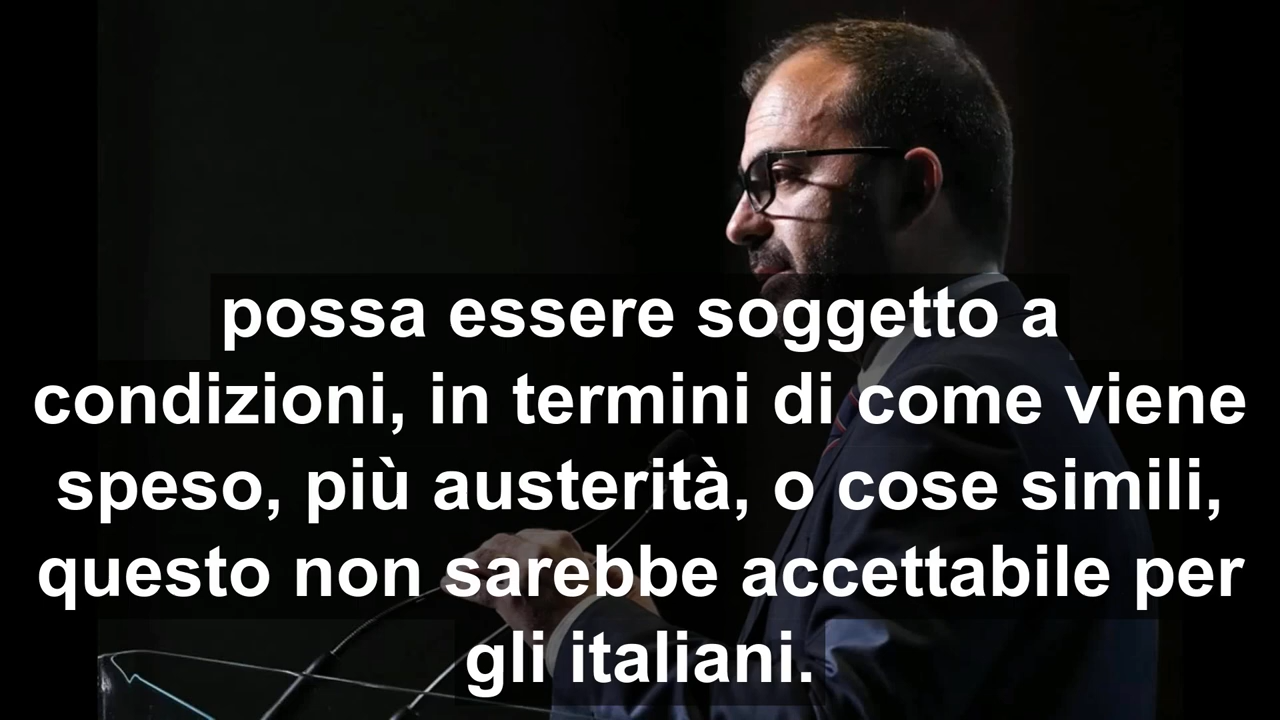 possa essere soggetto a
condizioni, in termini di come viene
speso, più austerità, o cose simili,
questo non sarebbe accettabile per
gli italiani.